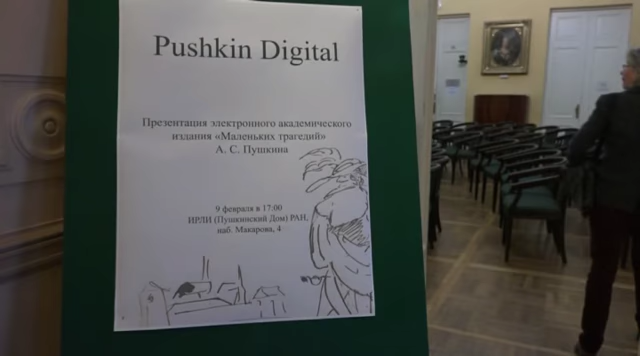 Pushkin Digital
Презентация электронного академического
издания «Маленьких трагедий»
А. С. Пушкина
9 февраля в 17.00
ИРЛИ (Пушкинский Дом) РАН,
наб. Макарова, 4